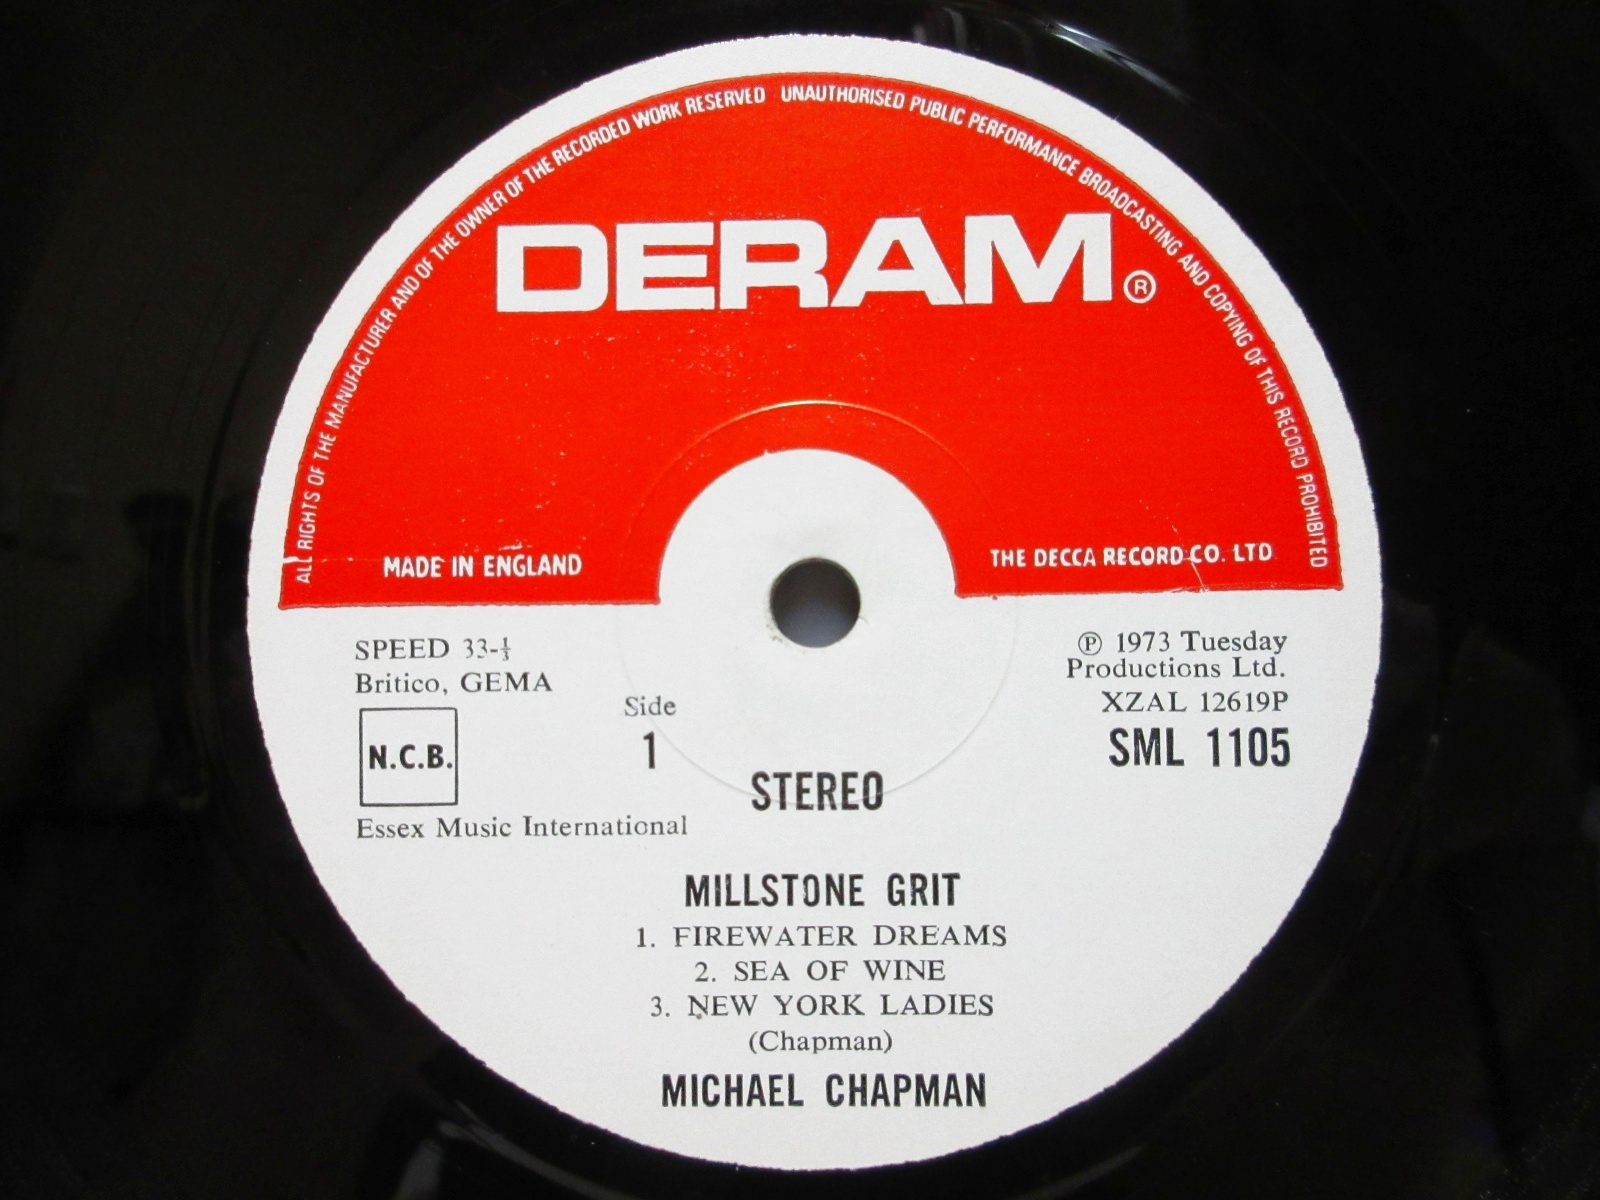 ALL RIGHTS OF THE MANUFACTURER AND OF THE OWNER OF THE RECORDED WORK RESERVED UNAUTHORISED PUBLIC PERFORMANCE BROADCASTING AND COPYING OF THIS RECORD PROHIBITED
DERAM®
MADE IN ENGLAND
THE DECCA RECORD CO. LTD
SPEED 33-⅓
Britico, GEMA
N.C.B.
Essex Music International
Side
1
STEREO
℗ 1973 Tuesday
Productions Ltd.
XZAL 12619P
SML 1105
MILLSTONE GRIT
1. FIREWATER DREAMS
2. SEA OF WINE
3. NEW YORK LADIES
(Chapman)
MICHAEL CHAPMAN